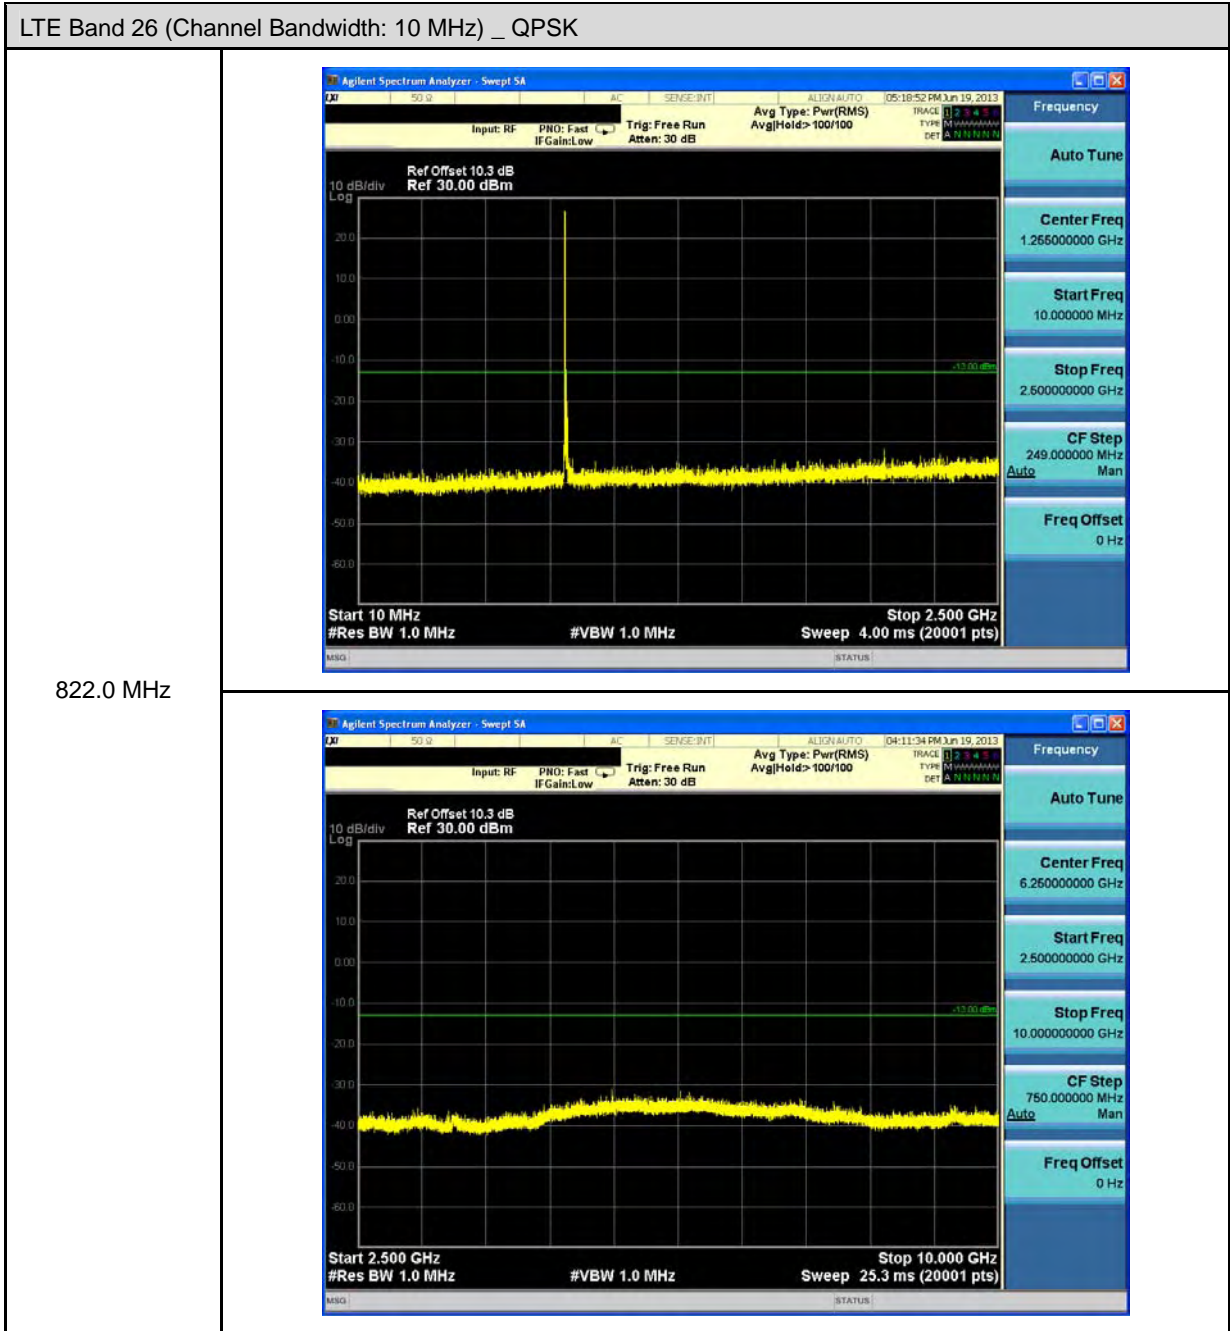 LTE Band 26 (Channel Bandwidth: 10 MHz) _ QPSK
822.0 MHz
Agilent Spectrum Analyzer - Swept SA
LXI 50 Ω AC SENSE:INT ALIGN AUTO 05:18:52 PM Jun 19, 2013
Input: RF PNO: Fast Trig: Free Run Avg Type: Pwr(RMS) TRACE 1 2 3 4 5 6
IFGain:Low Atten: 30 dB Avg|Hold:>100/100 TYPE M
DET A N N N N N
Ref Offset 10.3 dB
10 dB/div Ref 30.00 dBm
Log
20.0
10.0
0.00
-10.0
-13.00 dBm
-20.0
-30.0
-40.0
-50.0
-60.0
Start 10 MHz Stop 2.500 GHz
#Res BW 1.0 MHz #VBW 1.0 MHz Sweep 4.00 ms (20001 pts)
MSG STATUS
Frequency
Auto Tune
Center Freq
1.255000000 GHz
Start Freq
10.000000 MHz
Stop Freq
2.500000000 GHz
CF Step
249.000000 MHz
Auto Man
Freq Offset
0 Hz
Agilent Spectrum Analyzer - Swept SA
LXI 50 Ω AC SENSE:INT ALIGN AUTO 04:11:34 PM Jun 19, 2013
Input: RF PNO: Fast Trig: Free Run Avg Type: Pwr(RMS) TRACE 1 2 3 4 5 6
IFGain:Low Atten: 30 dB Avg|Hold:>100/100 TYPE M
DET A N N N N N
Ref Offset 10.3 dB
10 dB/div Ref 30.00 dBm
Log
20.0
10.0
0.00
-10.0
-13.00 dBm
-20.0
-30.0
-40.0
-50.0
-60.0
Start 2.500 GHz Stop 10.000 GHz
#Res BW 1.0 MHz #VBW 1.0 MHz Sweep 25.3 ms (20001 pts)
MSG STATUS
Frequency
Auto Tune
Center Freq
6.250000000 GHz
Start Freq
2.500000000 GHz
Stop Freq
10.000000000 GHz
CF Step
750.000000 MHz
Auto Man
Freq Offset
0 Hz